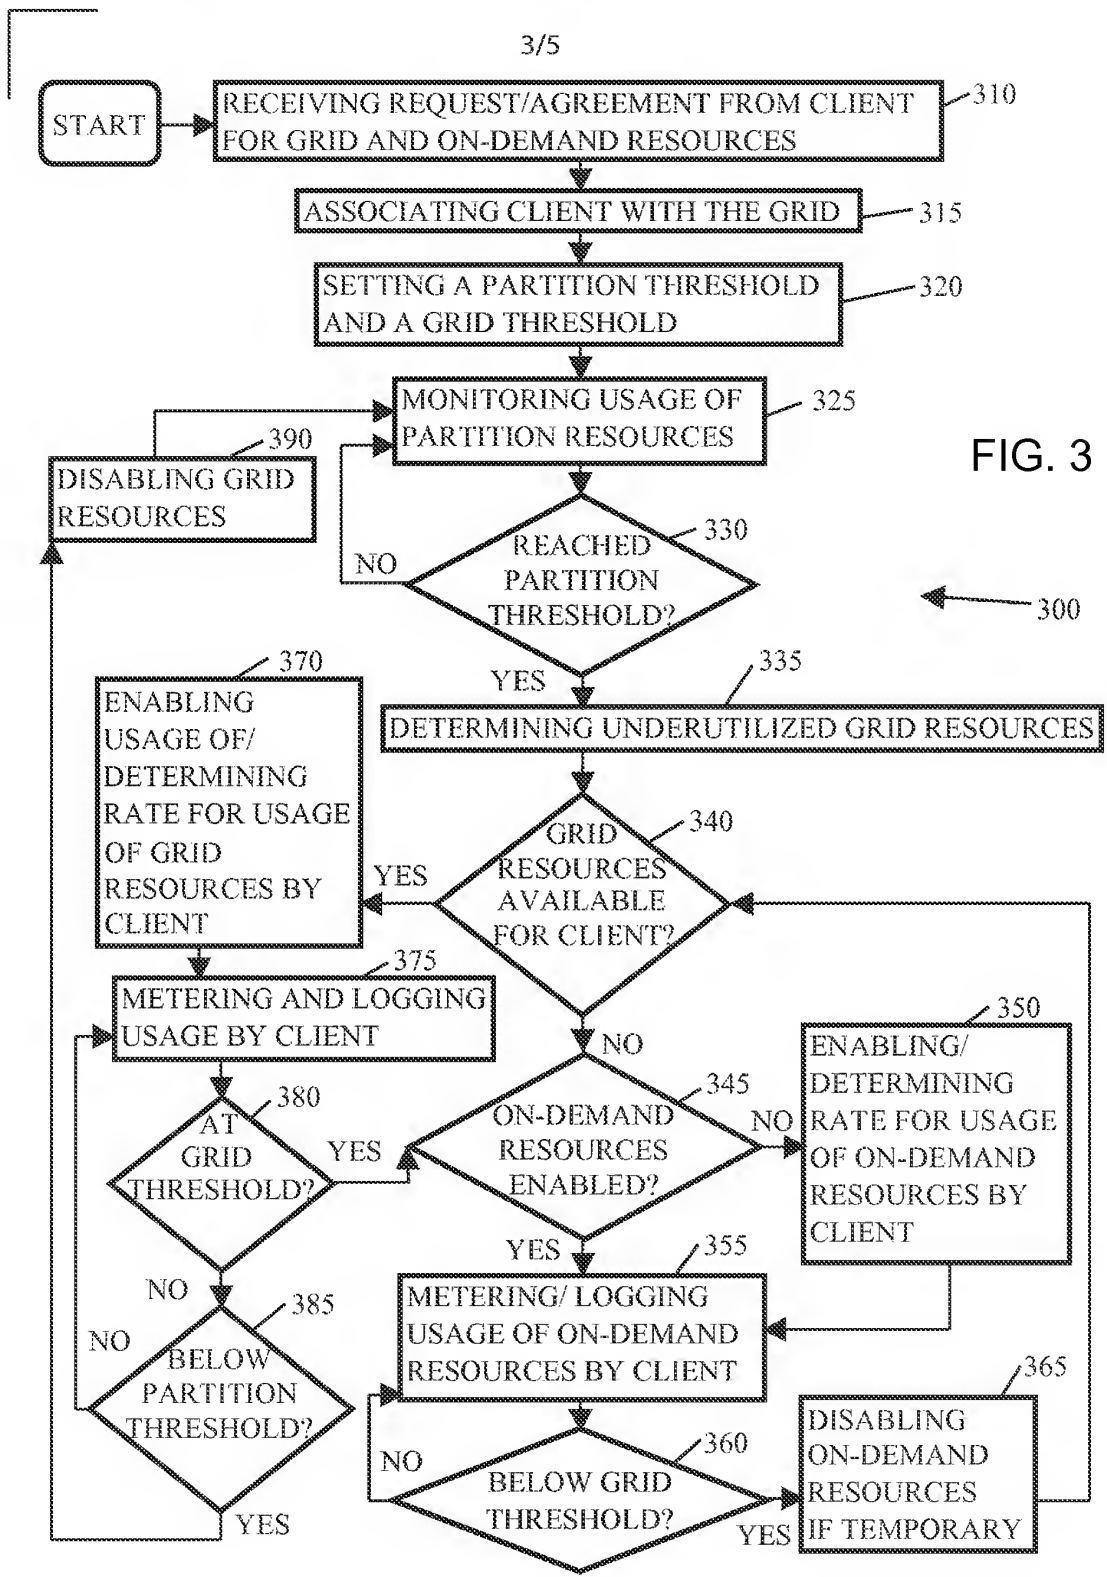 3/5
START
RECEIVING REQUEST/AGREEMENT FROM CLIENT
FOR GRID AND ON-DEMAND RESOURCES
310
ASSOCIATING CLIENT WITH THE GRID
315
SETTING A PARTITION THRESHOLD
AND A GRID THRESHOLD
320
MONITORING USAGE OF
PARTITION RESOURCES
325
390
DISABLING GRID
RESOURCES
FIG. 3
REACHED
PARTITION
THRESHOLD?
330
NO
300
YES
335
DETERMINING UNDERUTILIZED GRID RESOURCES
370
ENABLING
USAGE OF/
DETERMINING
RATE FOR USAGE
OF GRID
RESOURCES BY
CLIENT
GRID
RESOURCES
AVAILABLE
FOR CLIENT?
340
YES
NO
375
METERING AND LOGGING
USAGE BY CLIENT
350
ENABLING/
DETERMINING
RATE FOR USAGE
OF ON-DEMAND
RESOURCES BY
CLIENT
380
AT
GRID
THRESHOLD?
YES
NO
345
ON-DEMAND
RESOURCES
ENABLED?
NO
YES
385
BELOW
PARTITION
THRESHOLD?
NO
YES
355
METERING/ LOGGING
USAGE OF ON-DEMAND
RESOURCES BY CLIENT
360
BELOW GRID
THRESHOLD?
NO
YES
365
DISABLING
ON-DEMAND
RESOURCES
IF TEMPORARY